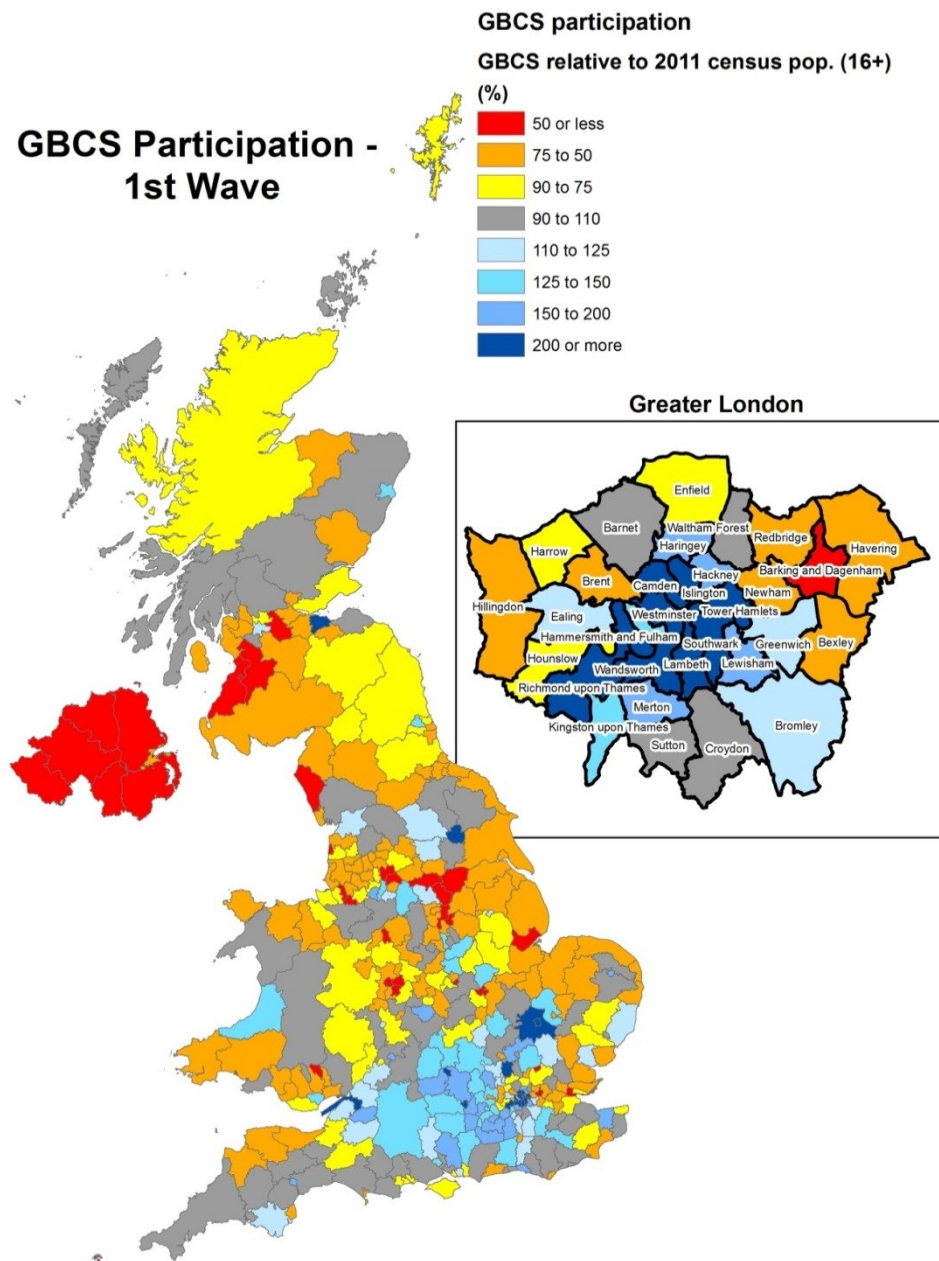 GBCS participation
GBCS relative to 2011 census pop. (16+)
(%)
50 or less
75 to 50
90 to 75
90 to 110
110 to 125
125 to 150
150 to 200
200 or more
GBCS Participation -
1st Wave
Greater London
Enfield
Barnet
Waltham Forest
Redbridge
Harrow
Haringey
Havering
Hackney
Barking and Dagenham
Brent
Camden
Islington
Newham
Hillingdon
Ealing
Westminster
Tower Hamlets
Hammersmith and Fulham
Southwark
Greenwich
Bexley
Hounslow
Wandsworth
Lambeth
Lewisham
Richmond upon Thames
Merton
Kingston upon Thames
Bromley
Sutton
Croydon